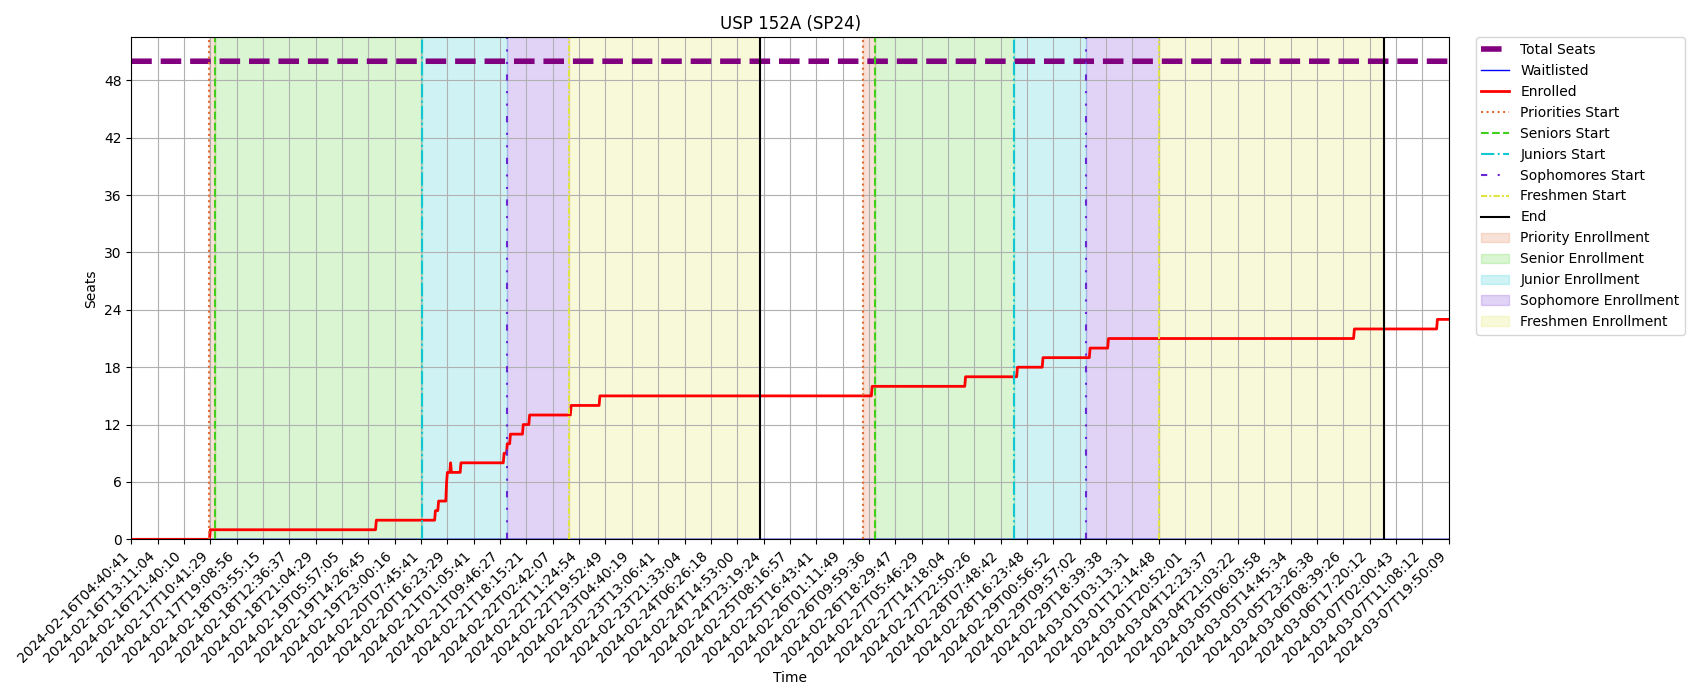 USP 152A (SP24)
Total Seats
Waitlisted
Enrolled
Priorities Start
Seniors Start
Juniors Start
Sophomores Start
Freshmen Start
End
Priority Enrollment
Senior Enrollment
Junior Enrollment
Sophomore Enrollment
Freshmen Enrollment
Seats
48
42
36
30
24
18
12
6
0
2024-02-16T04:40:41
2024-02-16T13:11:04
2024-02-16T21:40:10
2024-02-17T10:41:29
2024-02-17T19:08:56
2024-02-18T03:55:15
2024-02-18T12:36:37
2024-02-18T21:04:29
2024-02-19T05:57:05
2024-02-19T14:26:45
2024-02-19T23:00:16
2024-02-20T07:45:41
2024-02-20T16:23:29
2024-02-21T01:05:41
2024-02-21T09:46:27
2024-02-21T18:15:21
2024-02-22T02:42:07
2024-02-22T11:24:54
2024-02-22T19:52:49
2024-02-23T04:40:19
2024-02-23T13:06:41
2024-02-23T21:33:04
2024-02-24T06:26:18
2024-02-24T14:53:00
2024-02-24T23:19:24
2024-02-25T08:16:57
2024-02-25T16:43:41
2024-02-26T01:11:49
2024-02-26T09:59:36
2024-02-26T18:29:47
2024-02-27T05:46:29
2024-02-27T14:18:04
2024-02-27T22:50:26
2024-02-28T07:48:42
2024-02-28T16:23:48
2024-02-29T00:56:52
2024-02-29T09:57:02
2024-02-29T18:39:38
2024-03-01T03:13:31
2024-03-01T12:14:48
2024-03-01T20:52:01
2024-03-04T12:23:37
2024-03-04T21:03:22
2024-03-05T06:03:58
2024-03-05T14:45:34
2024-03-05T23:26:38
2024-03-06T08:39:26
2024-03-06T17:20:12
2024-03-07T02:00:43
2024-03-07T11:08:12
2024-03-07T19:50:09
Time